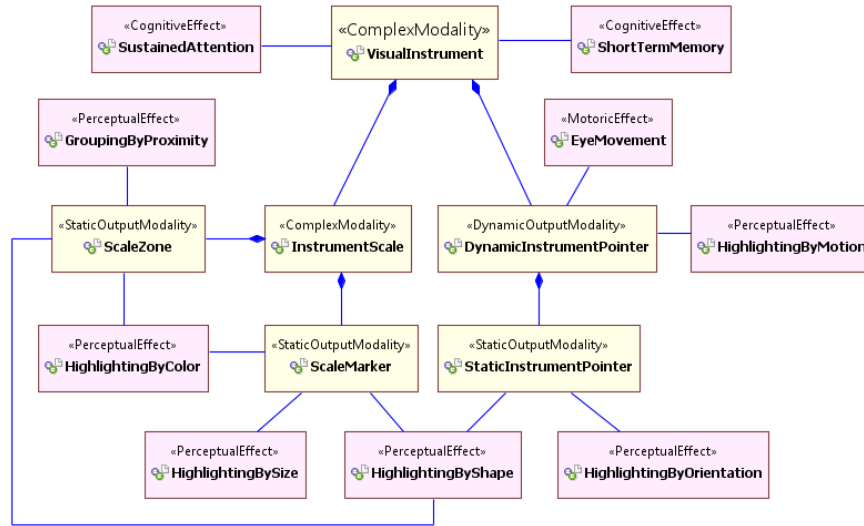 «CognitiveEffect»
SustainedAttention
«ComplexModality»
VisualInstrument
«CognitiveEffect»
ShortTermMemory
«PerceptualEffect»
GroupingByProximity
«MotoricEffect»
EyeMovement
«StaticOutputModality»
ScaleZone
«ComplexModality»
InstrumentScale
«DynamicOutputModality»
DynamicInstrumentPointer
«PerceptualEffect»
HighlightingByMotion
«PerceptualEffect»
HighlightingByColor
«StaticOutputModality»
ScaleMarker
«StaticOutputModality»
StaticInstrumentPointer
«PerceptualEffect»
HighlightingBySize
«PerceptualEffect»
HighlightingByShape
«PerceptualEffect»
HighlightingByOrientation